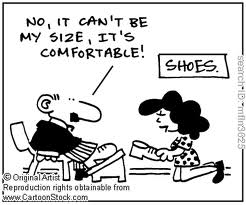 NO, IT CAN'T BE
MY SIZE, IT'S
COMFORTABLE!
SHOES.
© Original Artist
Reproduction rights obtainable from
www.CartoonStock.com